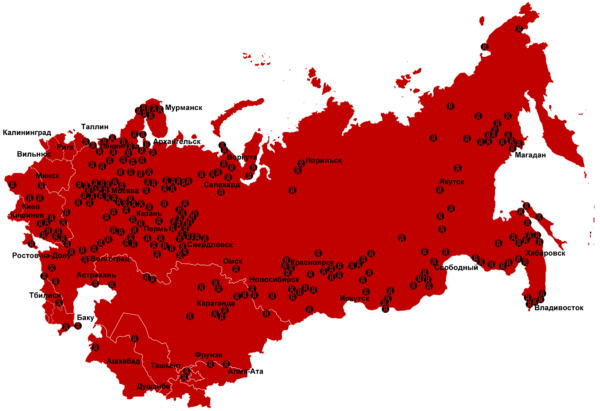 Мурманск
Таллин
Калининград
Архангельск
Рига
Вильнюс
Воркута
Норильск
Магадан
Минск
Салехард
Якутск
Москва
Киев
Казань
Кишинев
Пермь
Свердловск
Хабаровск
Ростов-на-Дону
Волгоград
Омск
Красноярск
Свободный
Астрахань
Новосибирск
Тбилиси
Караганда
Иркутск
Владивосток
Баку
Фрунзе
Ашхабад
Ташкент
Алма-Ата
Душанбе